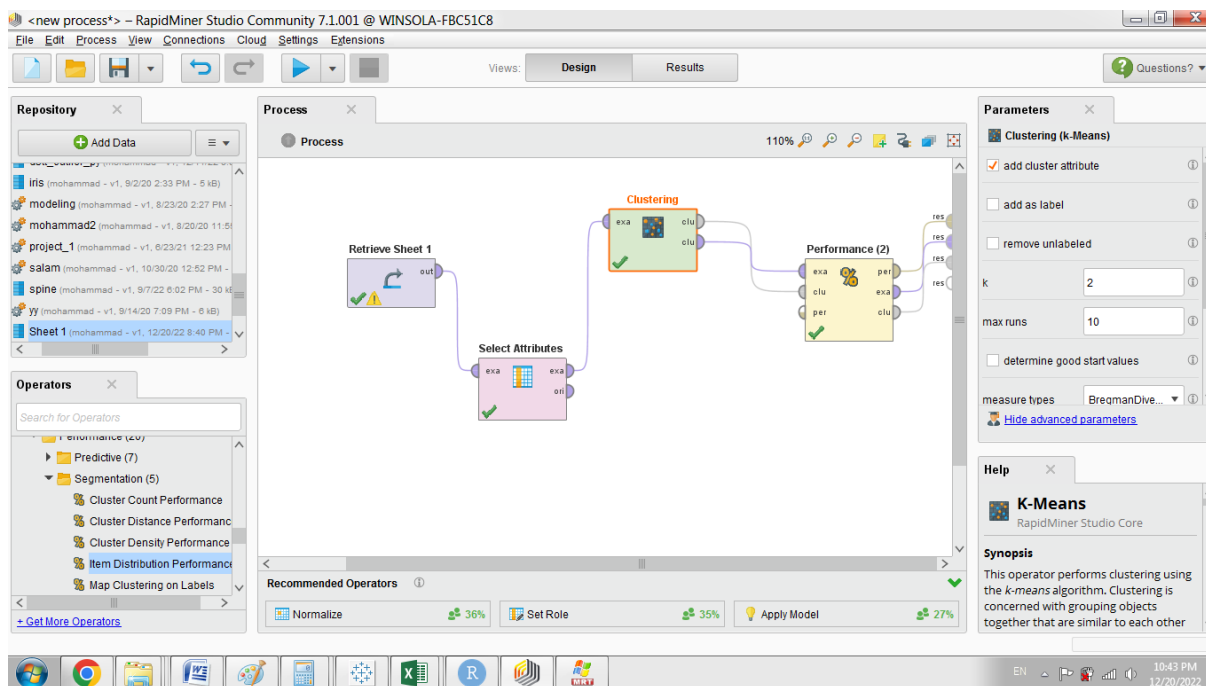 <new process*> – RapidMiner Studio Community 7.1.001 @ WINSOLA-FBC51C8
File Edit Process View Connections Cloud Settings Extensions
Views: Design Results Questions?
Repository
Add Data
iris (mohammad - v1, 9/2/20 2:33 PM - 5 kB)
modeling (mohammad - v1, 8/23/20 2:27 PM -
mohammad2 (mohammad - v1, 8/20/20 11:5
project_1 (mohammad - v1, 6/23/21 12:23 PM
salam (mohammad - v1, 10/30/20 12:52 PM -
spine (mohammad - v1, 9/7/22 6:02 PM - 30 k
yy (mohammad - v1, 9/14/20 7:09 PM - 6 kB)
Sheet 1 (mohammad - v1, 12/20/22 8:40 PM -
Operators
Search for Operators
Performance (20)
Predictive (7)
Segmentation (5)
Cluster Count Performance
Cluster Distance Performanc
Cluster Density Performance
Item Distribution Performance
Map Clustering on Labels
+ Get More Operators
Process
Process
110%
Retrieve Sheet 1
out
Select Attributes
exa exa
ori
Clustering
exa clu
clu
Performance (2)
exa per
clu exa
per clu
res
res
res
res
Recommended Operators
Normalize 36%
Set Role 35%
Apply Model 27%
Parameters
Clustering (k-Means)
add cluster attribute
add as label
remove unlabeled
k 2
max runs 10
determine good start values
measure types BregmanDive...
Hide advanced parameters
Help
K-Means
RapidMiner Studio Core
Synopsis
This operator performs clustering using
the k-means algorithm. Clustering is
concerned with grouping objects
together that are similar to each other
W
X
R
MRT
EN
10:43 PM
12/20/2022